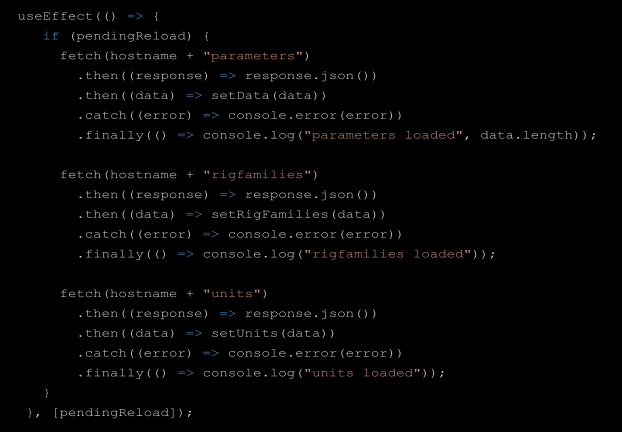 useEffect(() => {
if (pendingReload) {
fetch(hostname + "parameters")
.then((response) => response.json())
.then((data) => setData(data))
.catch((error) => console.error(error))
.finally(() => console.log("parameters loaded", data.length));
fetch(hostname + "rigfamilies")
.then((response) => response.json())
.then((data) => setRigFamilies(data))
.catch((error) => console.error(error))
.finally(() => console.log("rigfamilies loaded"));
fetch(hostname + "units")
.then((response) => response.json())
.then((data) => setUnits(data))
.catch((error) => console.error(error))
.finally(() => console.log("units loaded"));
}
}, [pendingReload]);